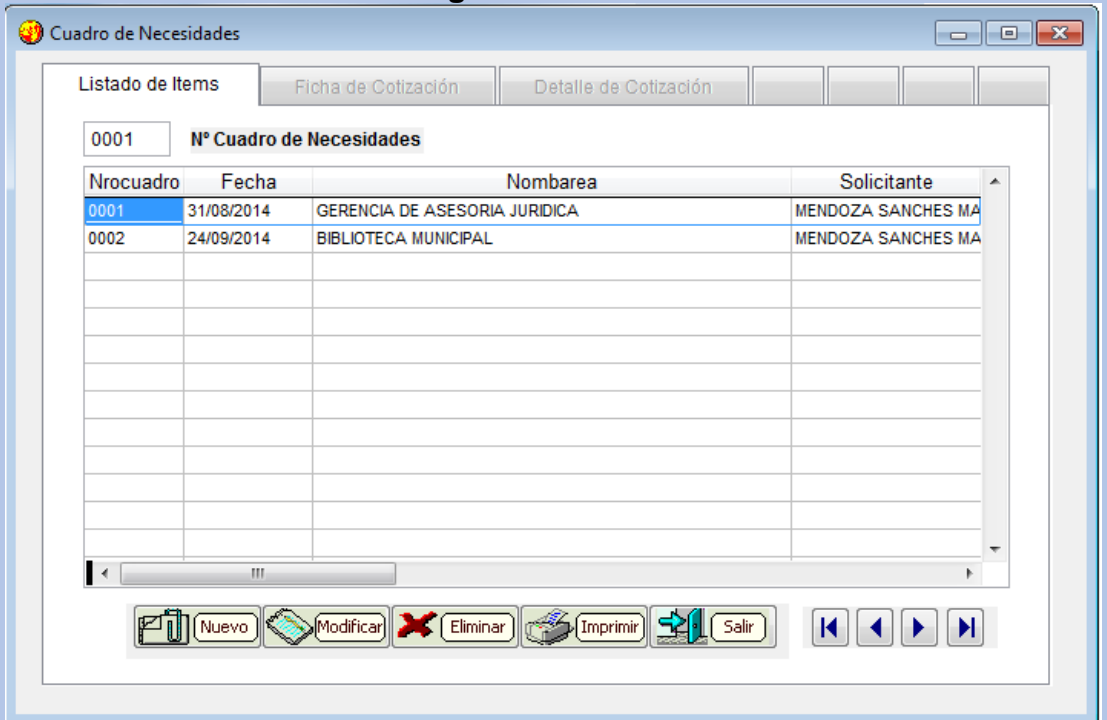 Cuadro de Necesidades
Listado de Items Ficha de Cotización Detalle de Cotización
0001 Nº Cuadro de Necesidades
Nrocuadro Fecha Nombarea Solicitante
0001 31/08/2014 GERENCIA DE ASESORIA JURIDICA MENDOZA SANCHES MA
0002 24/09/2014 BIBLIOTECA MUNICIPAL MENDOZA SANCHES MA
Nuevo Modificar Eliminar Imprimir Salir